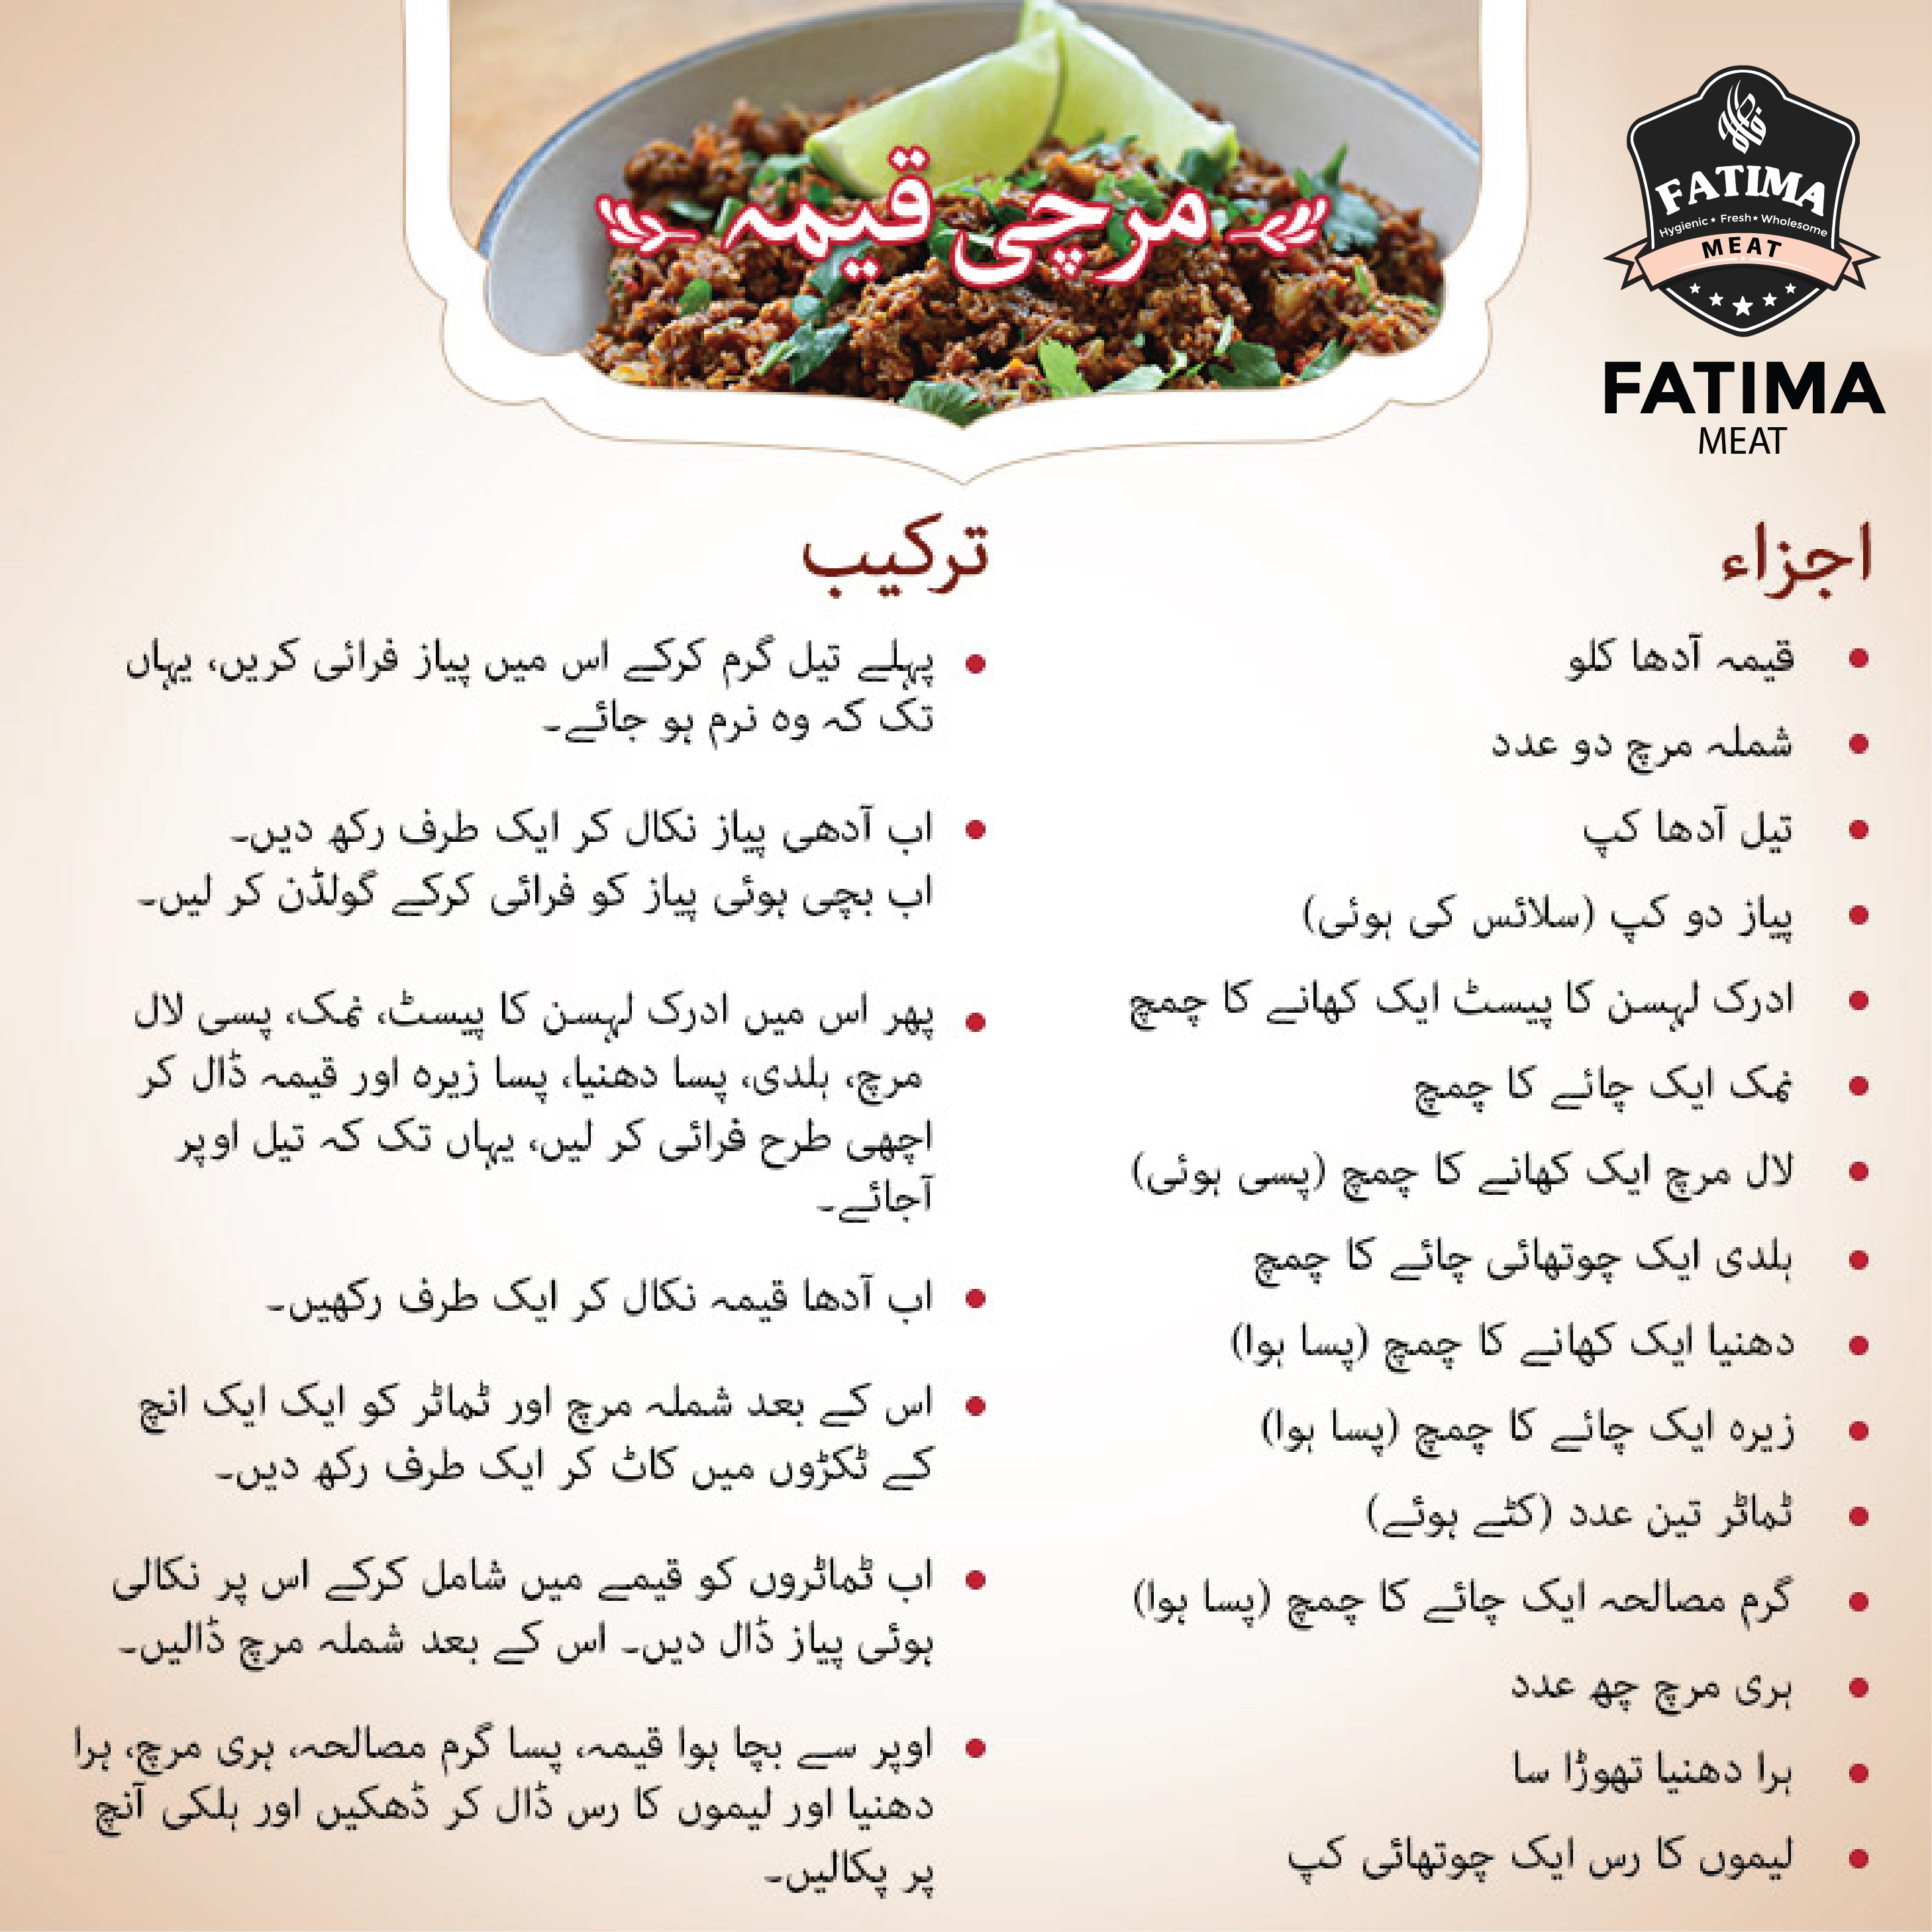 مرچی قیمہ
FATIMA
Hygienic ★ Fresh ★ Wholesome
MEAT
FATIMA
MEAT
اجزاء
قیمہ آدھا کلو
شملہ مرچ دو عدد
تیل آدھا کپ
پیاز دو کپ (سلائس کی ہوئی)
ادرک لہسن کا پیسٹ ایک کھانے کا چمچ
نمک ایک چائے کا چمچ
لال مرچ ایک کھانے کا چمچ (پسی ہوئی)
ہلدی ایک چوتھائی چائے کا چمچ
دھنیا ایک کھانے کا چمچ (پسا ہوا)
زیرہ ایک چائے کا چمچ (پسا ہوا)
ٹماٹر تین عدد (کٹے ہوئے)
گرم مصالحہ ایک چائے کا چمچ (پسا ہوا)
ہری مرچ چھ عدد
ہرا دھنیا تھوڑا سا
لیموں کا رس ایک چوتھائی کپ
ترکیب
پہلے تیل گرم کرکے اس میں پیاز فرائی کریں، یہاں
تک کہ وہ نرم ہو جائے۔
اب آدھی پیاز نکال کر ایک طرف رکھ دیں۔
اب بچی ہوئی پیاز کو فرائی کرکے گولڈن کر لیں۔
پھر اس میں ادرک لہسن کا پیسٹ، نمک، پسی لال
مرچ، ہلدی، پسا دھنیا، پسا زیرہ اور قیمہ ڈال کر
اچھی طرح فرائی کر لیں، یہاں تک کہ تیل اوپر
آجائے۔
اب آدھا قیمہ نکال کر ایک طرف رکھیں۔
اس کے بعد شملہ مرچ اور ٹماٹر کو ایک ایک انچ
کے ٹکڑوں میں کاٹ کر ایک طرف رکھ دیں۔
اب ٹماٹروں کو قیمے میں شامل کرکے اس پر نکالی
ہوئی پیاز ڈال دیں۔ اس کے بعد شملہ مرچ ڈالیں۔
اوپر سے بچا ہوا قیمہ، پسا گرم مصالحہ، ہری مرچ، ہرا
دھنیا اور لیموں کا رس ڈال کر ڈھکیں اور ہلکی آنچ
پر پکالیں۔